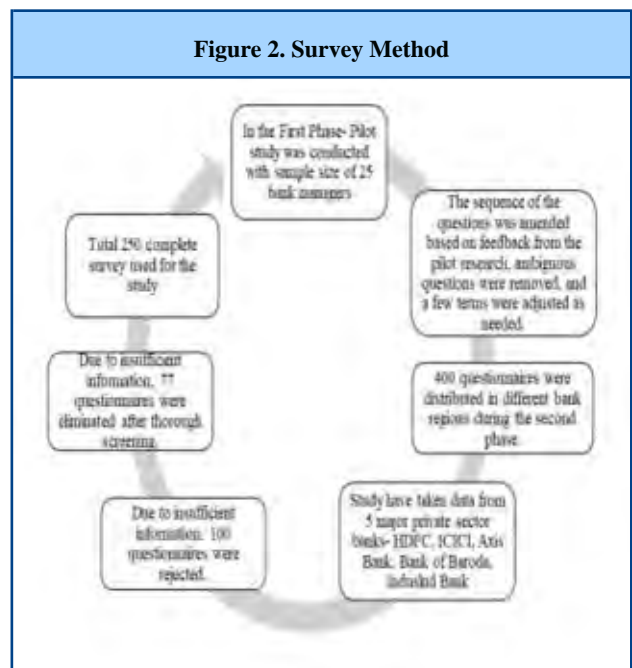 Figure 2. Survey Method
In the First Phase- Pilot
study was conducted
with sample size of 25
bank managers
The sequence of the
questions was amended
based on feedback from the
pilot research, ambiguous
questions were removed, and
a few terms were adjusted as
needed.
400 questionnaires were
distributed in different bank
regions during the second
phase.
Study have taken data from
5 major private sector
banks- HDFC, ICICI, Axis
Bank, Bank of Baroda,
IndusInd Bank
Due to insufficient
information, 100
questionnaires were
rejected.
Due to insufficient
information,
questionnaires were
eliminated after thorough
screening.
Total complete
survey used for the
study